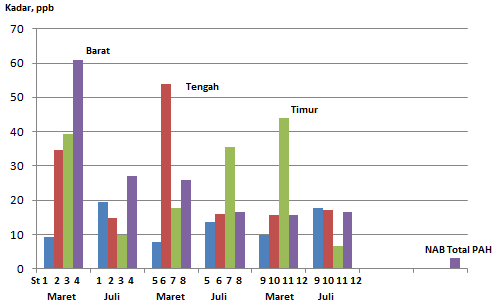 Kadar, ppb
70
60
50
40
30
20
10
0
Barat
Tengah
Timur
NAB Total PAH
St 1 2 3 4 1 2 3 4 5 6 7 8 5 6 7 8 9 10 11 12 9 10 11 12
Maret Juli Maret Juli Maret Juli